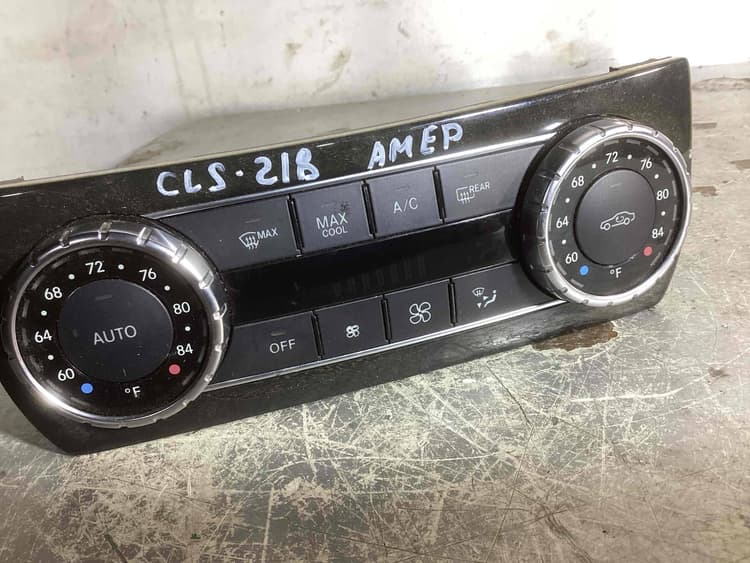 CLS-218 АМЕР
MAX
MAX COOL
A/C
REAR
60 64 68 72 76 80 84
AUTO
°F
OFF
60 64 68 72 76 80 84
°F